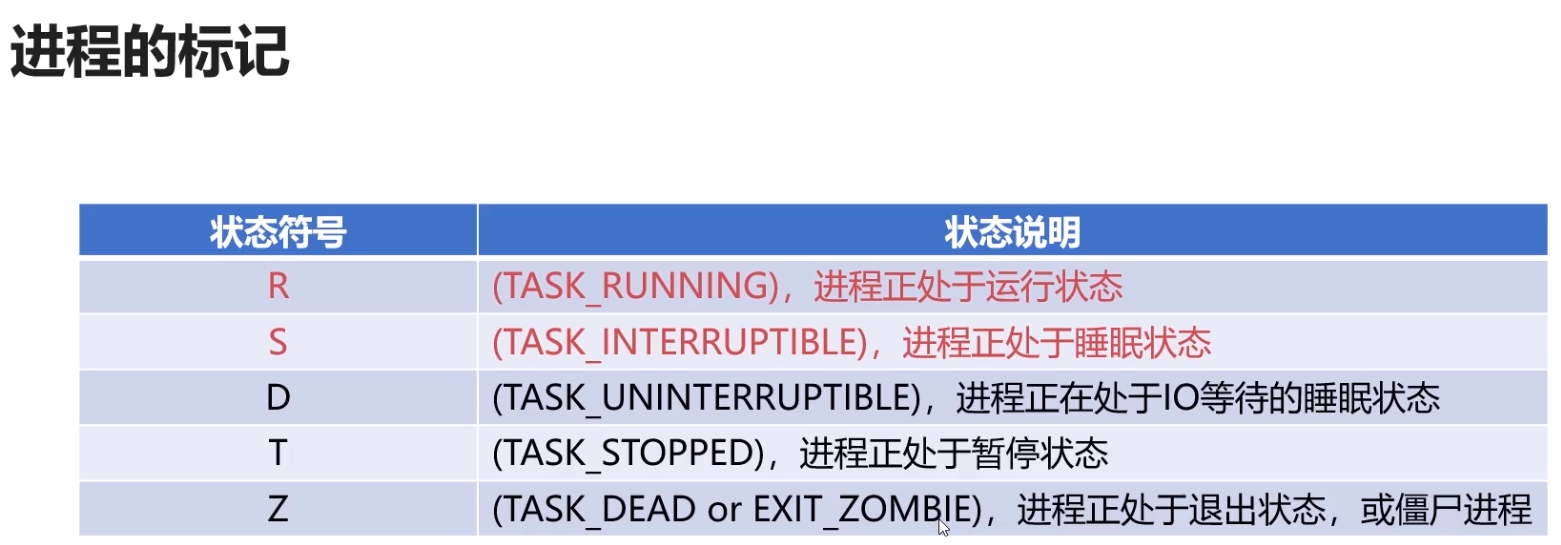 进程的标记
状态符号 状态说明
R (TASK_RUNNING)，进程正处于运行状态
S (TASK_INTERRUPTIBLE)，进程正处于睡眠状态
D (TASK_UNINTERRUPTIBLE)，进程正在处于IO等待的睡眠状态
T (TASK_STOPPED)，进程正处于暂停状态
Z (TASK_DEAD or EXIT_ZOMBIE)，进程正处于退出状态，或僵尸进程